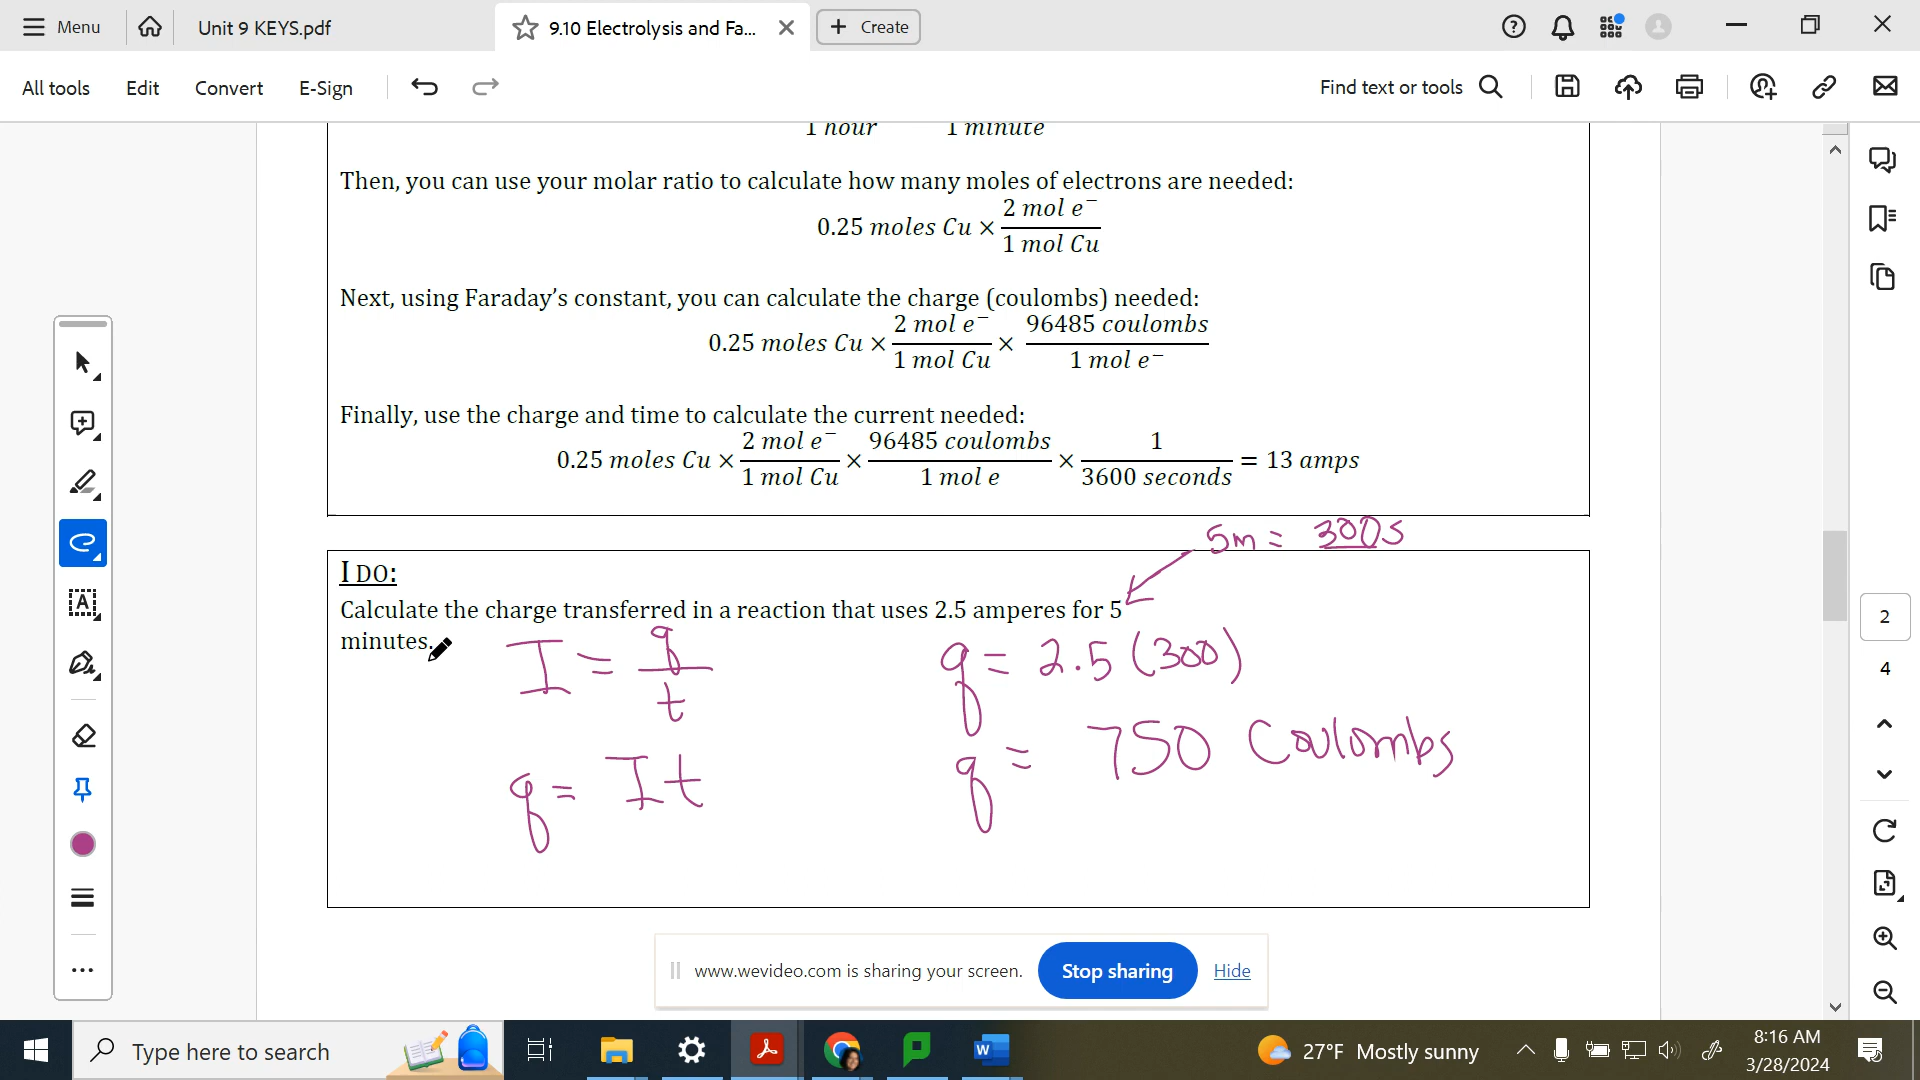 Menu
Unit 9 KEYS.pdf
9.10 Electrolysis and Fa...
Create
All tools
Edit
Convert
E-Sign
Find text or tools
1 hour 1 minute
Then, you can use your molar ratio to calculate how many moles of electrons are needed:
0.25 moles Cu × 2 mol e⁻ / 1 mol Cu
Next, using Faraday's constant, you can calculate the charge (coulombs) needed:
0.25 moles Cu × 2 mol e⁻ / 1 mol Cu × 96485 coulombs / 1 mol e⁻
Finally, use the charge and time to calculate the current needed:
0.25 moles Cu × 2 mol e⁻ / 1 mol Cu × 96485 coulombs / 1 mol e × 1 / 3600 seconds = 13 amps
5m = 300s
I DO:
Calculate the charge transferred in a reaction that uses 2.5 amperes for 5
minutes.
I = q / t
q = 2.5 (300)
q = It
q = 750 Coulombs
2
4
www.wevideo.com is sharing your screen.
Stop sharing
Hide
Type here to search
27°F Mostly sunny
8:16 AM
3/28/2024